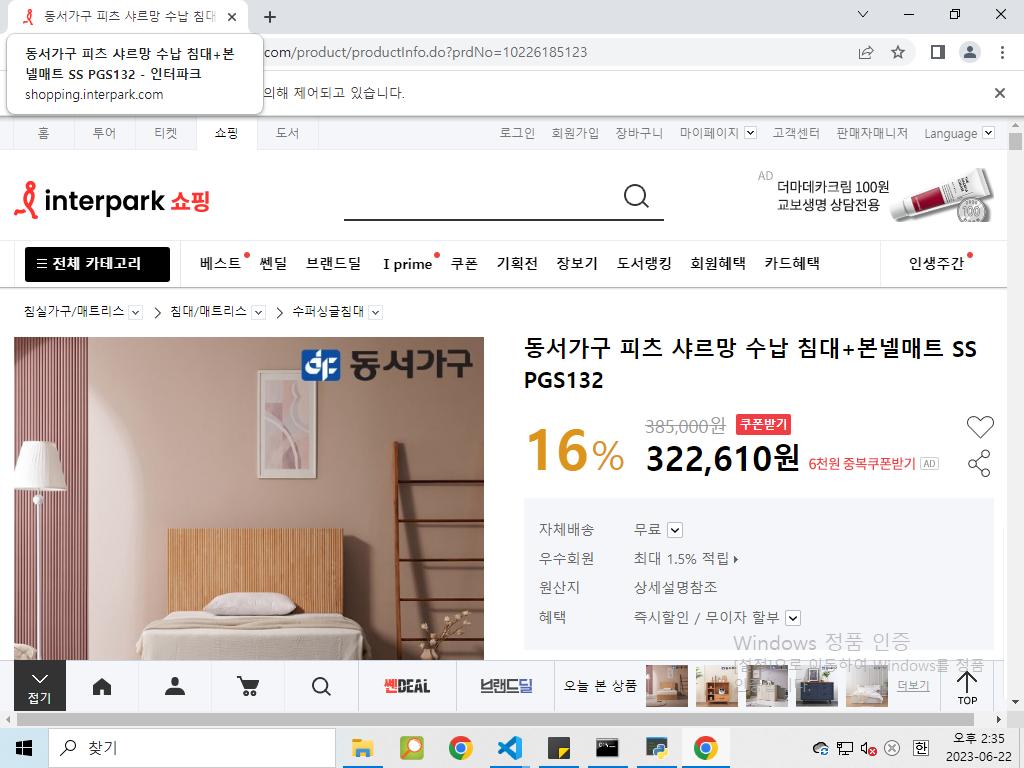 동서가구 피츠 샤르망 수납 침대
동서가구 피츠 샤르망 수납 침대+본
넬매트 SS PGS132 - 인터파크
shopping.interpark.com
com/product/productInfo.do?prdNo=10226185123
의해 제어되고 있습니다.
홈 투어 티켓 쇼핑 도서 로그인 회원가입 장바구니 마이페이지 고객센터 판매자매니저 Language
interpark 쇼핑
AD
더마데카크림 100원
교보생명 상담전용
전체 카테고리 베스트 쎈딜 브랜드딜 I prime 쿠폰 기획전 장보기 도서랭킹 회원혜택 카드혜택 인생주간
침실가구/매트리스 > 침대/매트리스 > 수퍼싱글침대
동서가구
동서가구 피츠 샤르망 수납 침대+본넬매트 SS
PGS132
16%
385,000원 쿠폰받기
322,610원 6천원 중복쿠폰받기 AD
자체배송 무료
우수회원 최대 1.5% 적립
원산지 상세설명참조
혜택 즉시할인 / 무이자 할부
Windows 정품 인증
[설정]으로 이동하여 Windows를 정품
접기
쎈DEAL
브랜드딜
오늘 본 상품
더보기
TOP
찾기
한
오후 2:35
2023-06-22